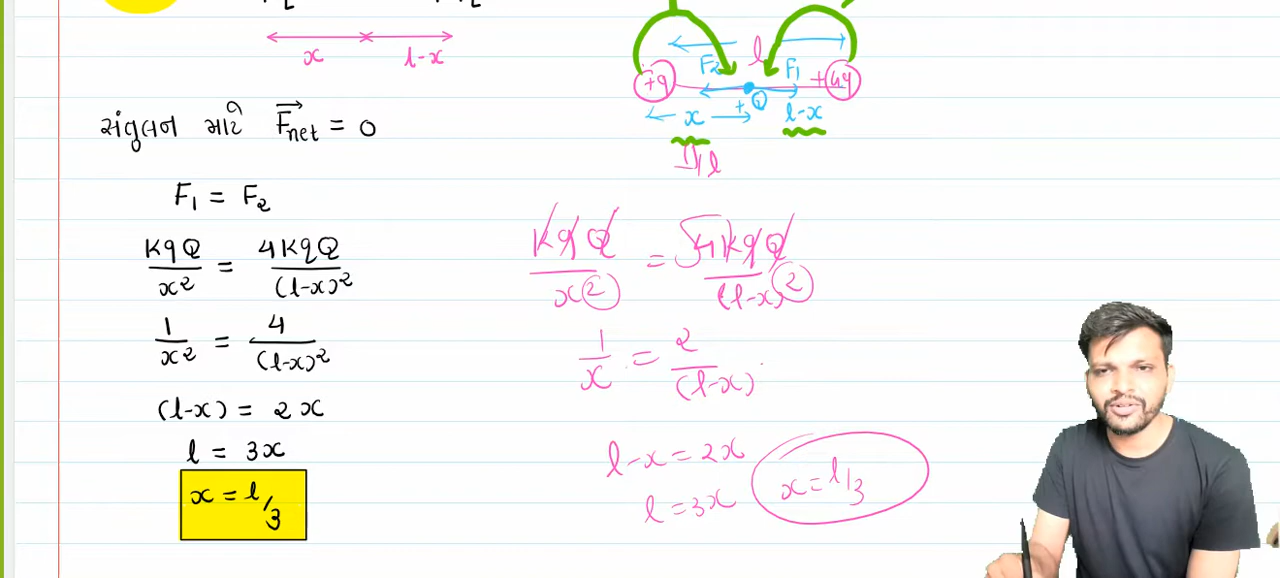 x l-x
સંતુલન માટે F⃗net = 0
F₁ = F₂
KqQ/x² = 4KqQ/(l-x)²
1/x² = 4/(l-x)²
(l-x) = 2x
l = 3x
x = l/3
l
F₂ F₁
+q +Q +4q
x l-x
KqQ/x² = 4KqQ/(l-x)²
1/x = 2/(l-x)
l-x = 2x
l = 3x
x = l/3